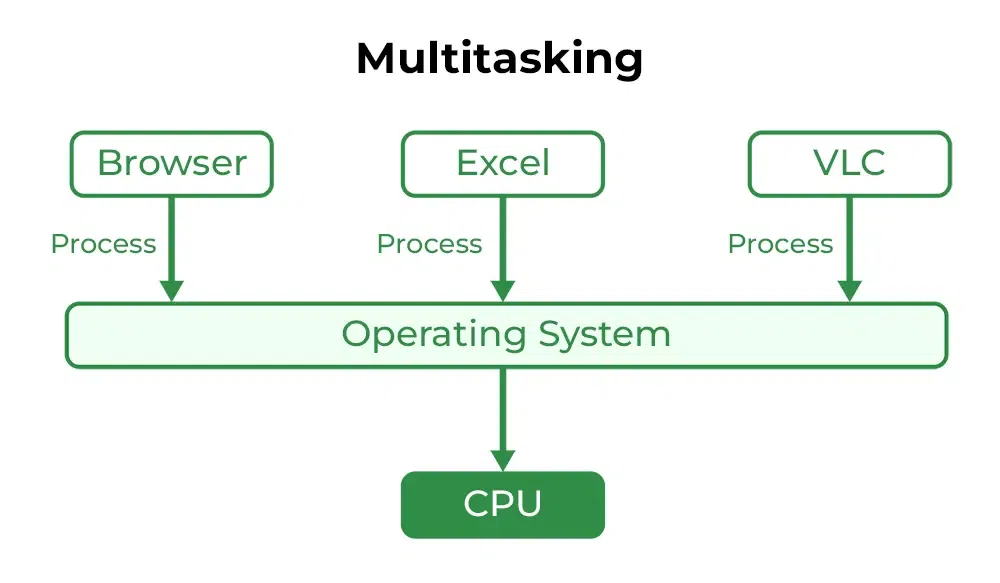 Multitasking
Browser
Excel
VLC
Process
Process
Process
Operating System
CPU